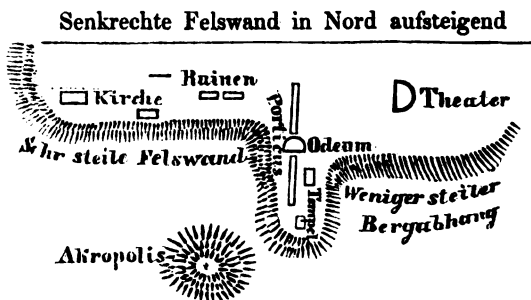 Senkrechte Felswand in Nord aufsteigend
Ruinen
Kirche
Porticus
Theater
Odeum
Sehr steile Felswand
Tempel
Weniger steiler
Bergabhang
Akropolis